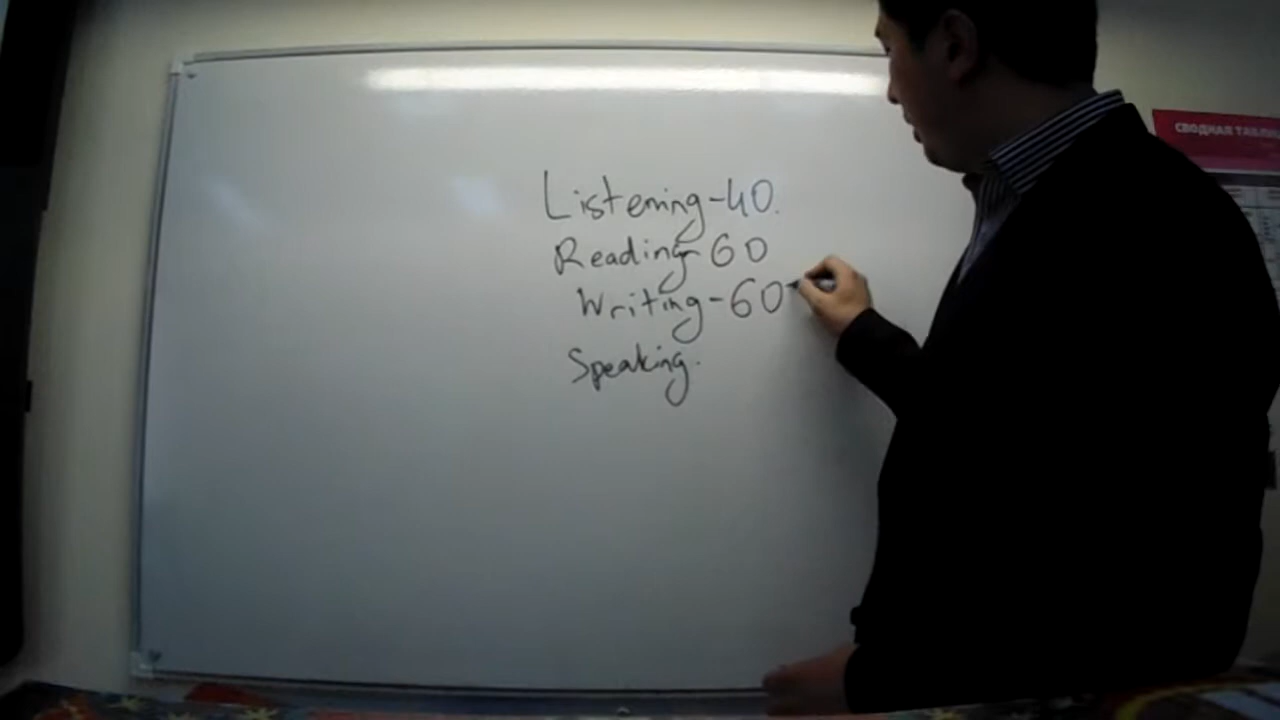 Listening-40.
Reading-60
Writing-60
Speaking.
СВОДНАЯ